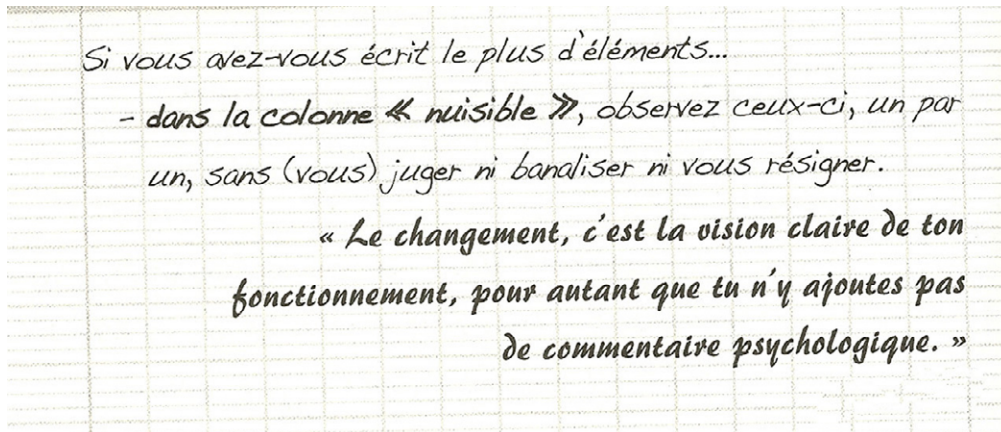 Si vous avez-vous écrit le plus d'éléments...
- dans la colonne « nuisible », observez ceux-ci, un par
un, sans (vous) juger ni banaliser ni vous résigner.
« Le changement, c'est la vision claire de ton
fonctionnement, pour autant que tu n'y ajoutes pas
de commentaire psychologique. »